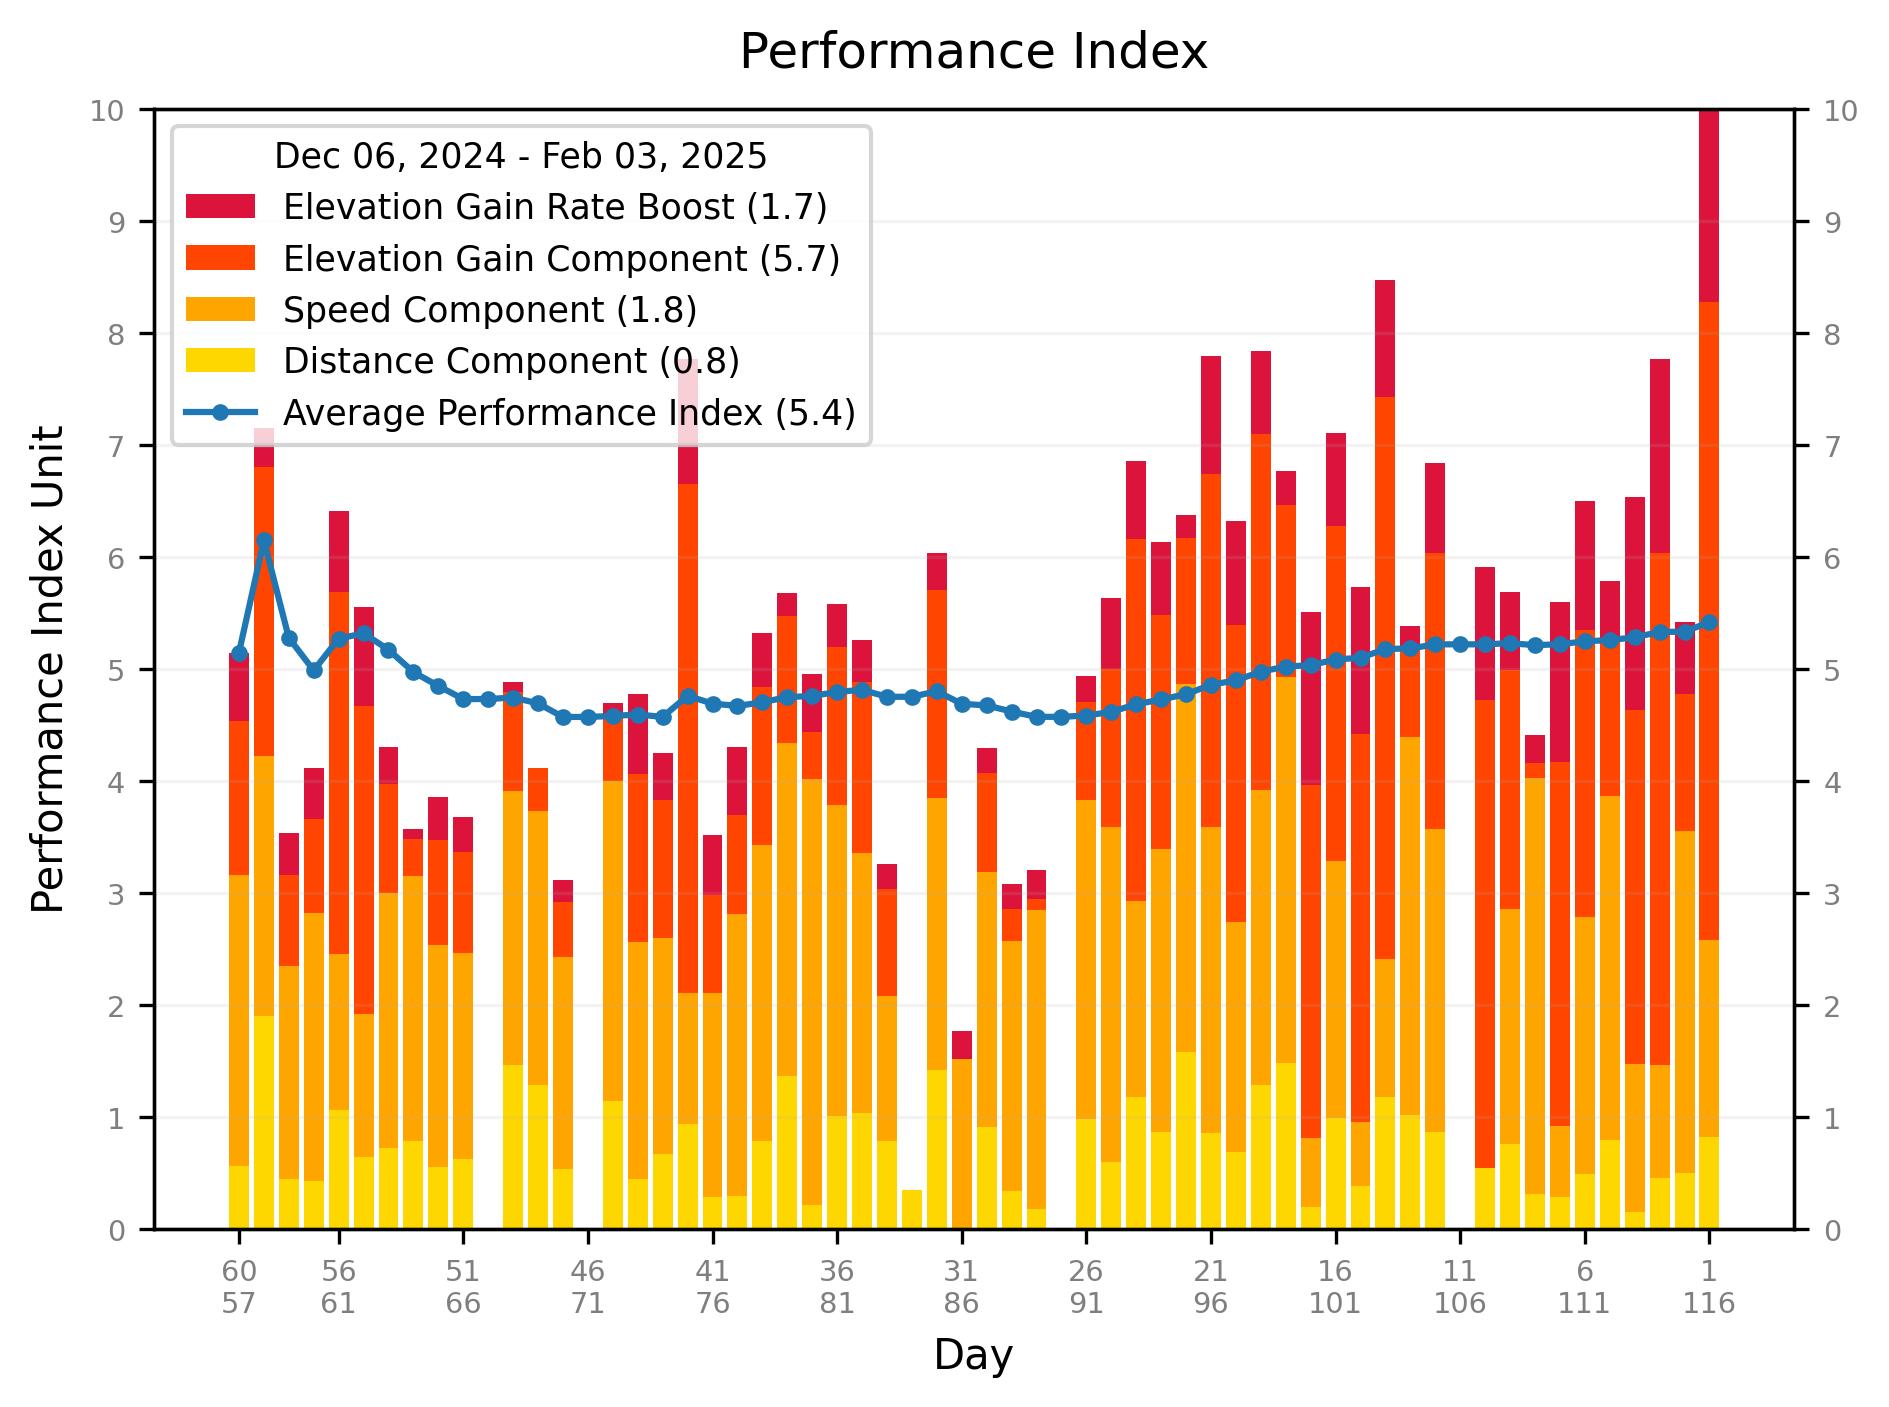 Performance Index
Performance Index Unit
10
9
8
7
6
5
4
3
2
1
0
Dec 06, 2024 - Feb 03, 2025
Elevation Gain Rate Boost (1.7)
Elevation Gain Component (5.7)
Speed Component (1.8)
Distance Component (0.8)
Average Performance Index (5.4)
10
9
8
7
6
5
4
3
2
1
0
60 56 51 46 41 36 31 26 21 16 11 6 1
57 61 66 71 76 81 86 91 96 101 106 111 116
Day